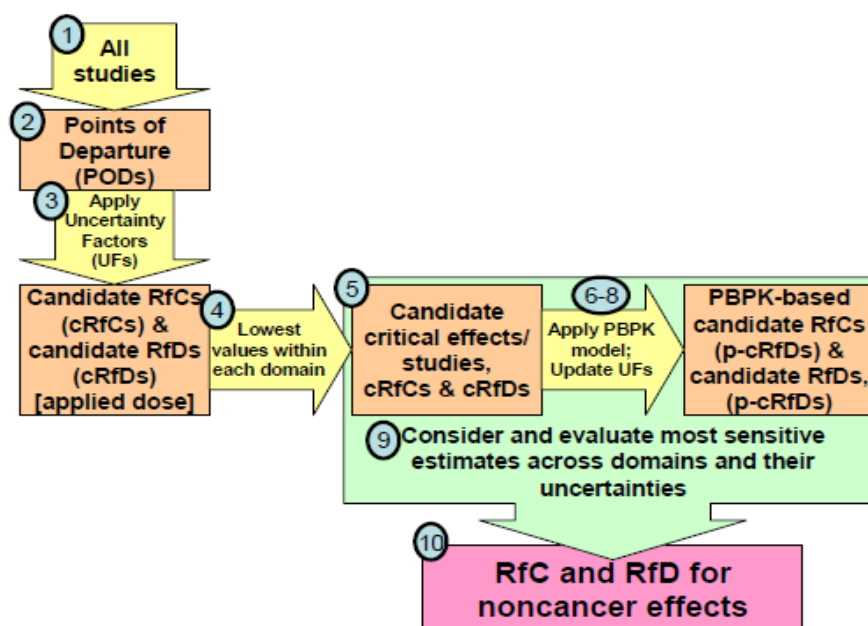 1
All
studies
2
Points of
Departure
(PODs)
3
Apply
Uncertainty
Factors
(UFs)
Candidate RfCs
(cRfCs) &
candidate RfDs
(cRfDs)
[applied dose]
4
Lowest
values within
each domain
5
Candidate
critical effects/
studies,
cRfCs & cRfDs
6-8
Apply PBPK
model;
Update UFs
PBPK-based
candidate RfCs
(p-cRfDs) &
candidate RfDs,
(p-cRfDs)
9
Consider and evaluate most sensitive
estimates across domains and their
uncertainties
10
RfC and RfD for
noncancer effects